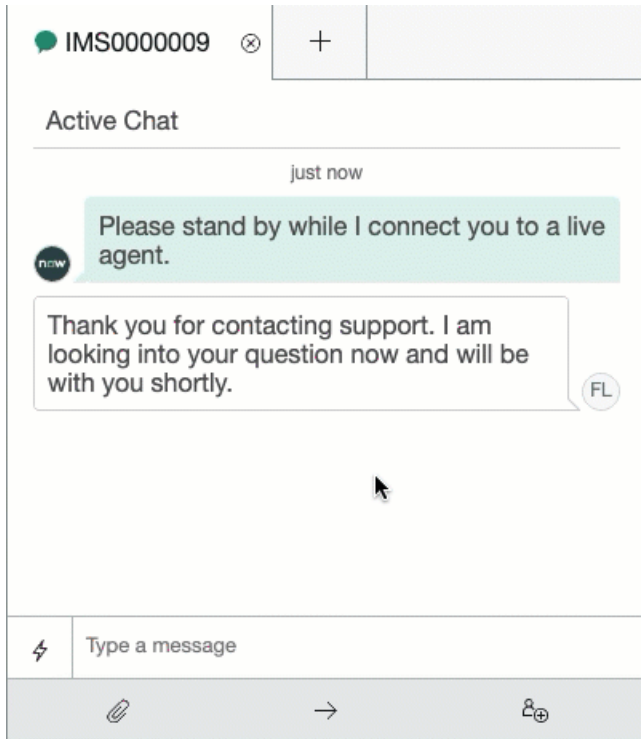 IMS0000009
Active Chat
just now
Please stand by while I connect you to a live
agent.
now
Thank you for contacting support. I am
looking into your question now and will be
with you shortly.
FL
Type a message